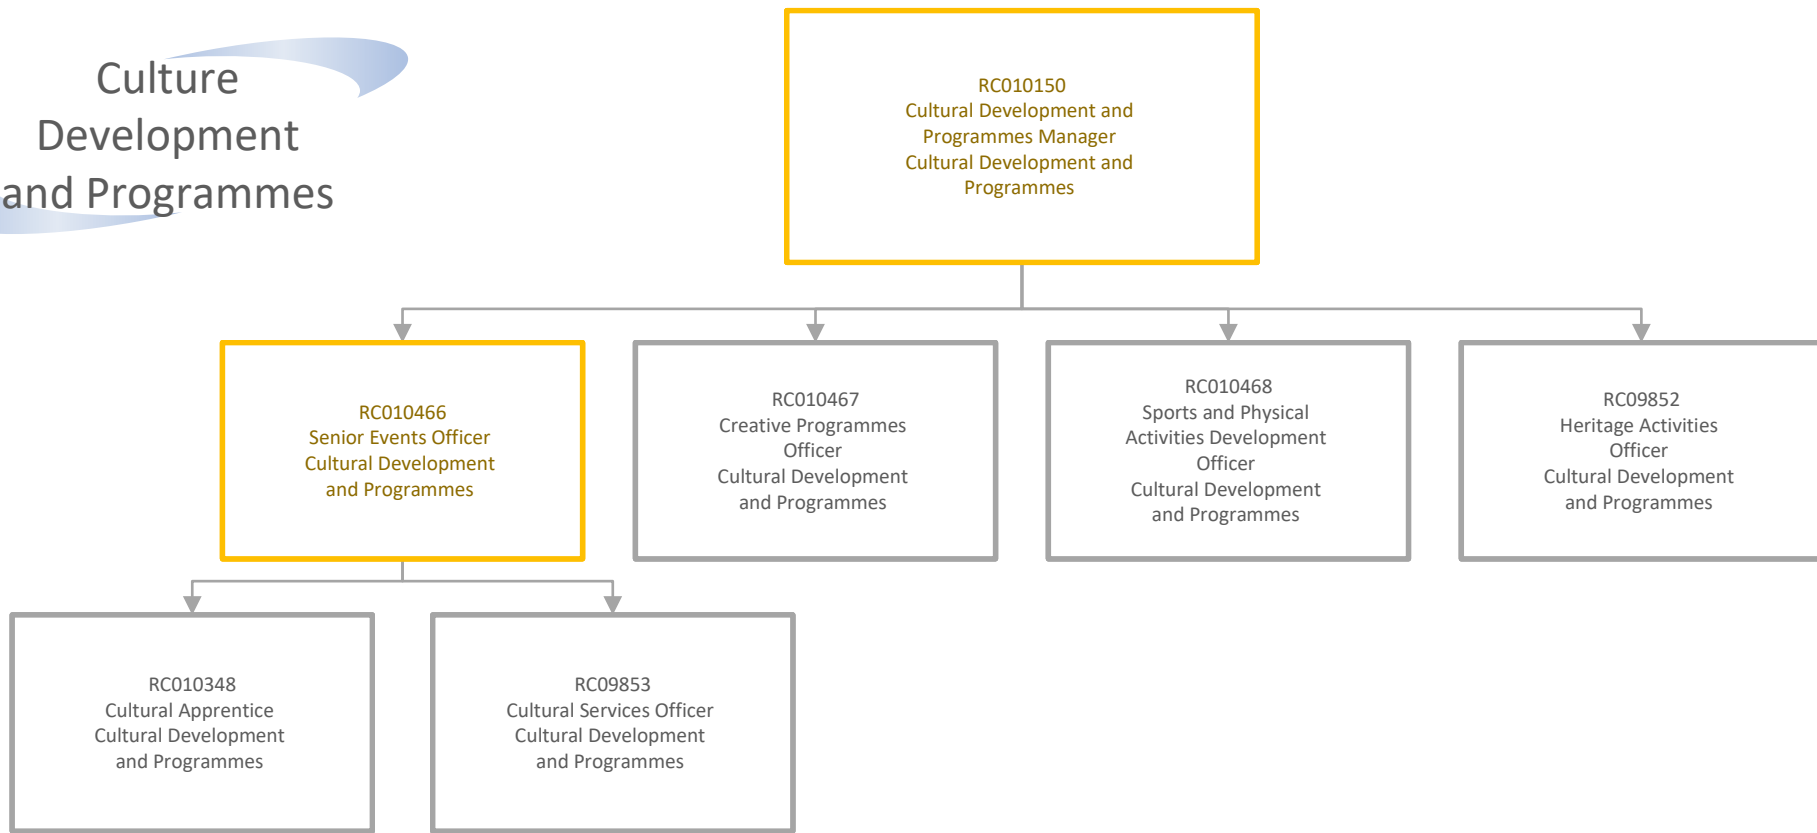 Culture
Development
and Programmes
RC010150
Cultural Development and
Programmes Manager
Cultural Development and
Programmes
RC010466
Senior Events Officer
Cultural Development
and Programmes
RC010467
Creative Programmes
Officer
Cultural Development
and Programmes
RC010468
Sports and Physical
Activities Development
Officer
Cultural Development
and Programmes
RC09852
Heritage Activities
Officer
Cultural Development
and Programmes
RC010348
Cultural Apprentice
Cultural Development
and Programmes
RC09853
Cultural Services Officer
Cultural Development
and Programmes